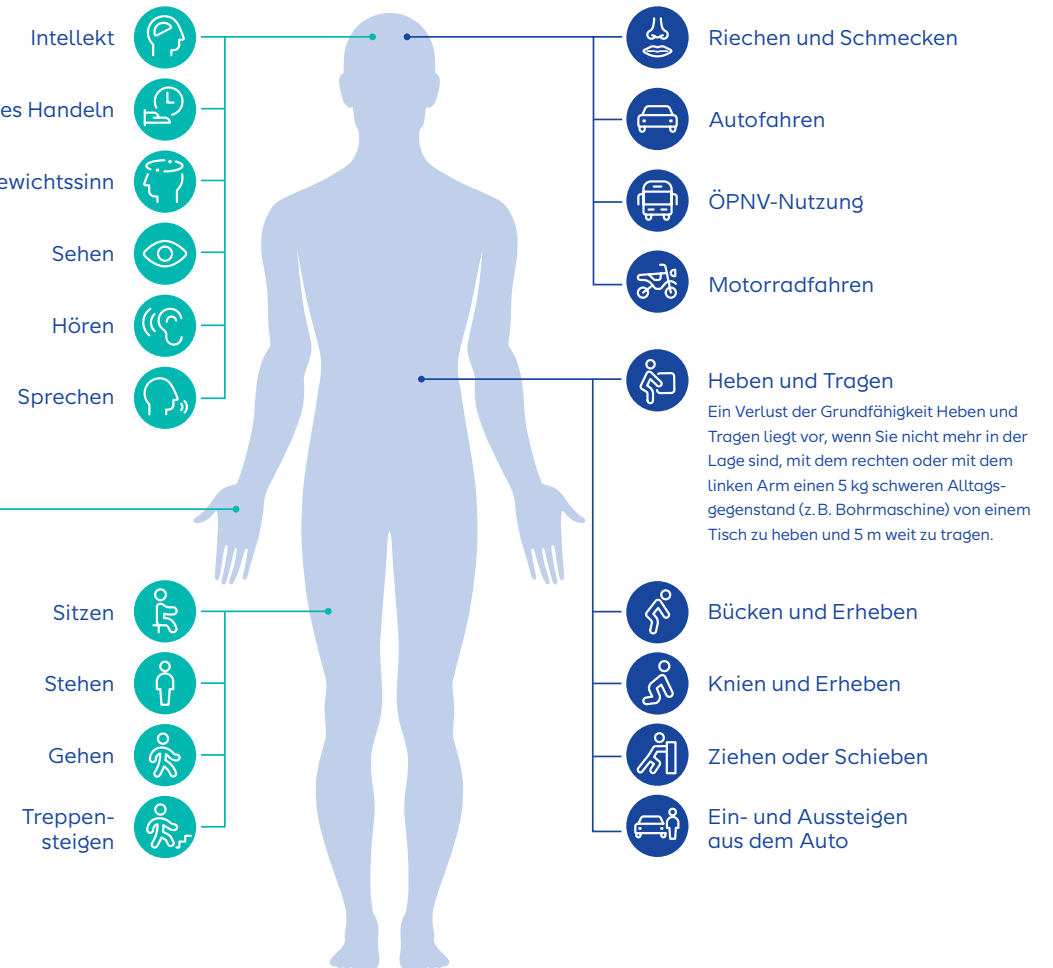 Intellekt
es Handeln
ewichtssinn
Sehen
Hören
Sprechen
Sitzen
Stehen
Gehen
Treppen-
steigen
Riechen und Schmecken
Autofahren
ÖPNV-Nutzung
Motorradfahren
Heben und Tragen
Ein Verlust der Grundfähigkeit Heben und
Tragen liegt vor, wenn Sie nicht mehr in der
Lage sind, mit dem rechten oder mit dem
linken Arm einen 5 kg schweren Alltags-
gegenstand (z. B. Bohrmaschine) von einem
Tisch zu heben und 5 m weit zu tragen.
Bücken und Erheben
Knien und Erheben
Ziehen oder Schieben
Ein- und Aussteigen
aus dem Auto